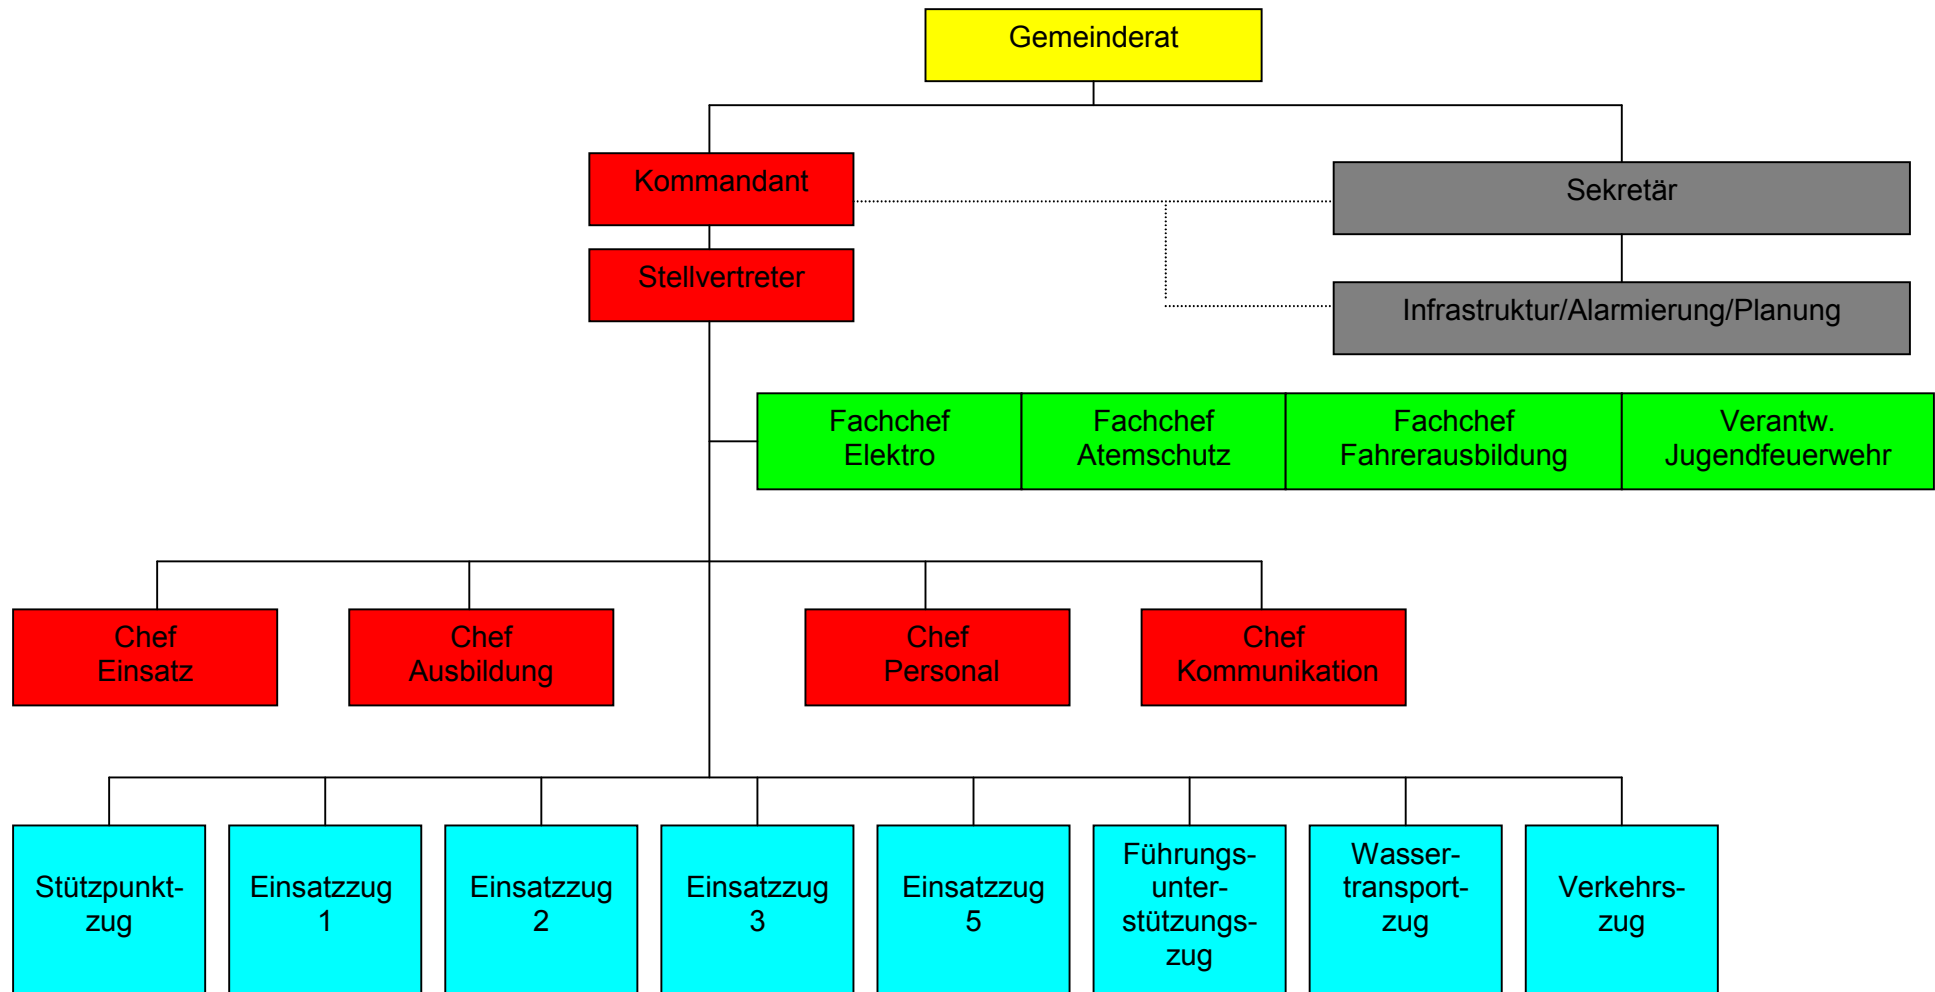 Gemeinderat
Kommandant
Sekretär
Stellvertreter
Infrastruktur/Alarmierung/Planung
Fachchef
Elektro
Fachchef
Atemschutz
Fachchef
Fahrerausbildung
Verantw.
Jugendfeuerwehr
Chef
Einsatz
Chef
Ausbildung
Chef
Personal
Chef
Kommunikation
Stützpunkt-
zug
Einsatzzug
1
Einsatzzug
2
Einsatzzug
3
Einsatzzug
5
Führungs-
unter-
stützungs-
zug
Wasser-
transport-
zug
Verkehrs-
zug